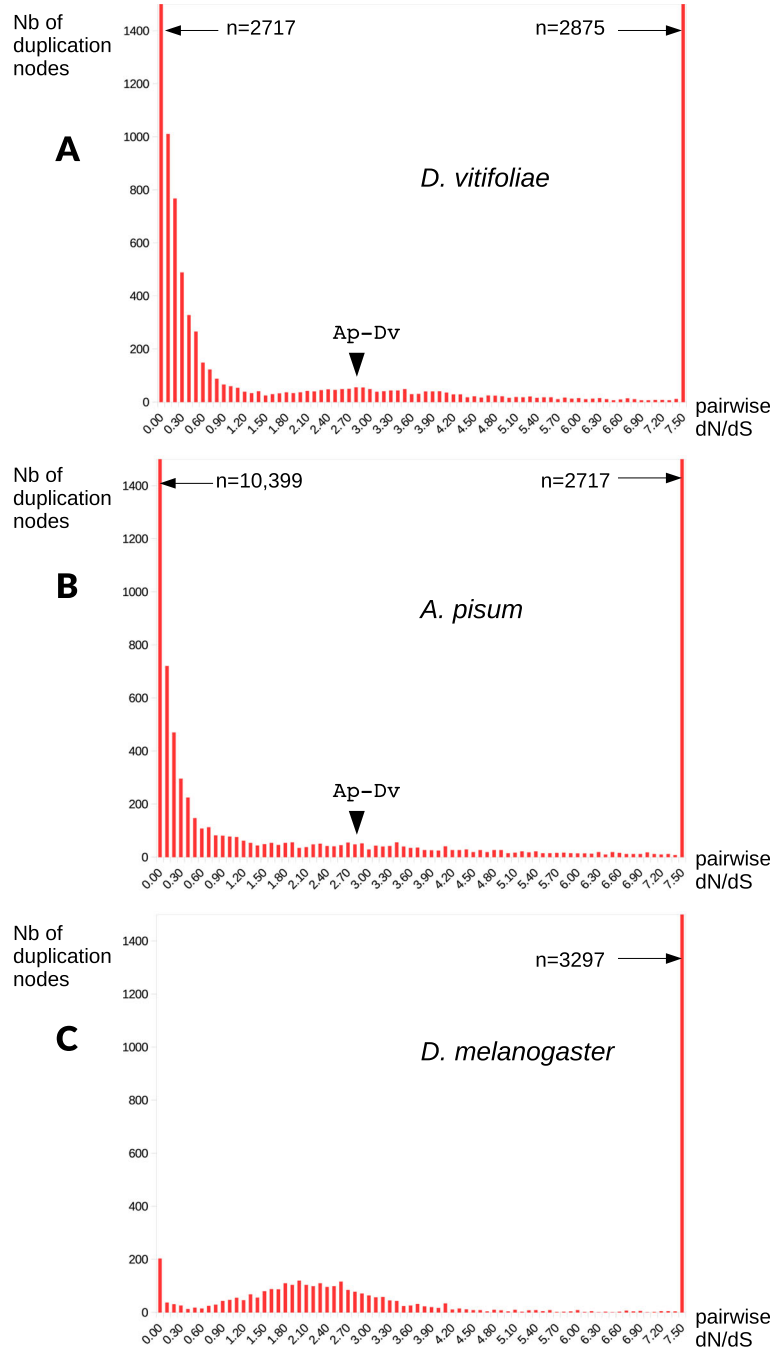 Nb of
duplication
nodes
A
n=2717
n=2875
D. vitifoliae
Ap-Dv
1400
1200
1000
800
600
400
200
0
0.00 0.30 0.60 0.90 1.20 1.50 1.80 2.10 2.40 2.70 3.00 3.30 3.60 3.90 4.20 4.50 4.80 5.10 5.40 5.70 6.00 6.30 6.60 6.90 7.20 7.50
pairwise
dN/dS
Nb of
duplication
nodes
B
n=10,399
n=2717
A. pisum
Ap-Dv
1400
1200
1000
800
600
400
200
0
0.00 0.30 0.60 0.90 1.20 1.50 1.80 2.10 2.40 2.70 3.00 3.30 3.60 3.90 4.20 4.50 4.80 5.10 5.40 5.70 6.00 6.30 6.60 6.90 7.20 7.50
pairwise
dN/dS
Nb of
duplication
nodes
C
n=3297
D. melanogaster
1400
1200
1000
800
600
400
200
0
0.00 0.30 0.60 0.90 1.20 1.50 1.80 2.10 2.40 2.70 3.00 3.30 3.60 3.90 4.20 4.50 4.80 5.10 5.40 5.70 6.00 6.30 6.60 6.90 7.20 7.50
pairwise
dN/dS